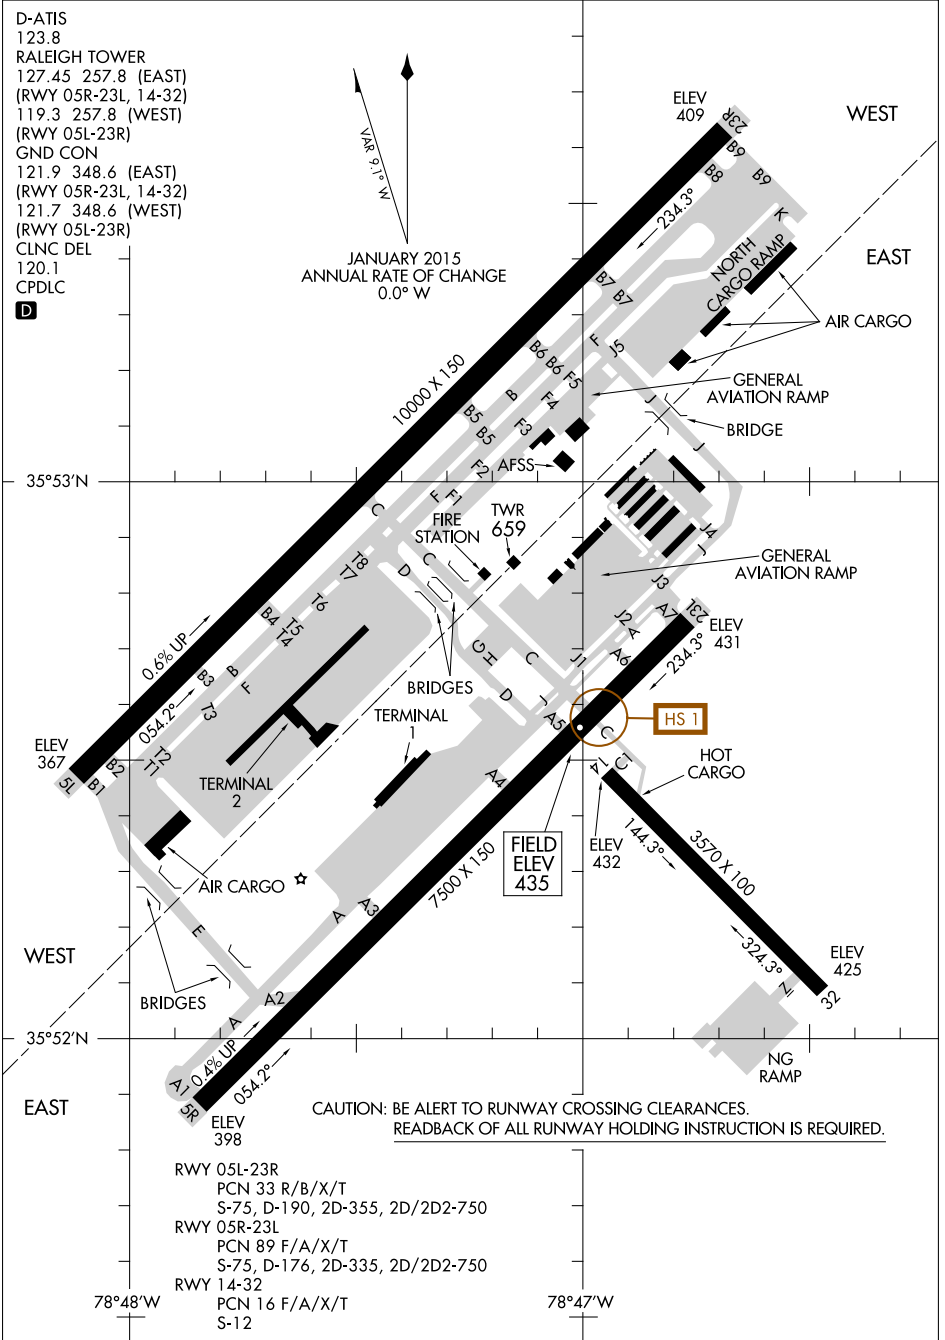 D-ATIS
123.8
RALEIGH TOWER
127.45 257.8 (EAST)
(RWY 05R-23L, 14-32)
119.3 257.8 (WEST)
(RWY 05L-23R)
GND CON
121.9 348.6 (EAST)
(RWY 05R-23L, 14-32)
121.7 348.6 (WEST)
(RWY 05L-23R)
CLNC DEL
120.1
CPDLC
D
VAR 9.1° W
JANUARY 2015
ANNUAL RATE OF CHANGE
0.0° W
ELEV
409
23R
WEST
B9
B8
B9
K
234.3°
EAST
NORTH
CARGO RAMP
B7
B7
AIR CARGO
F
J5
B6
B6
F5
10000 X 150
GENERAL
AVIATION RAMP
B
F4
J
B5
F3
BRIDGE
B5
J
AFSS
F2
35°53'N
F
F1
C
TWR
659
FIRE
STATION
J4
J
C
T8
GENERAL
AVIATION RAMP
T7
D
J3
T6
A7
23L
B4
T5
J2
ELEV
431
T4
A
0.6% UP
G
H
C
J1
A6
234.3°
B3
B
F
BRIDGES
D
054.2°
T3
J
TERMINAL
1
A5
HS 1
C
ELEV
367
T2
B2
T1
5L
B1
TERMINAL
2
A4
14
C1
HOT
CARGO
FIELD
ELEV
435
ELEV
432
144.3°
3570 X 100
7500 X 150
AIR CARGO
A
A3
E
324.3°
WEST
ELEV
425
BRIDGES
A2
N
32
A
35°52'N
0.4% UP
A1
054.2°
NG
RAMP
5R
EAST
ELEV
398
CAUTION: BE ALERT TO RUNWAY CROSSING CLEARANCES.
READBACK OF ALL RUNWAY HOLDING INSTRUCTION IS REQUIRED.
RWY 05L-23R
PCN 33 R/B/X/T
S-75, D-190, 2D-355, 2D/2D2-750
RWY 05R-23L
PCN 89 F/A/X/T
S-75, D-176, 2D-335, 2D/2D2-750
RWY 14-32
PCN 16 F/A/X/T
S-12
78°48'W
78°47'W